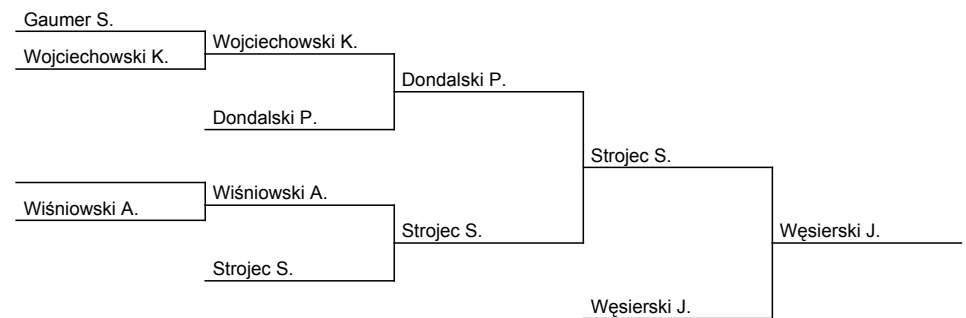 Gaumer S.
Wojciechowski K.
Wojciechowski K.
Dondalski P.
Dondalski P.
Strojec S.
Wiśniowski A.
Wiśniowski A.
Strojec S.
Węsierski J.
Strojec S.
Węsierski J.